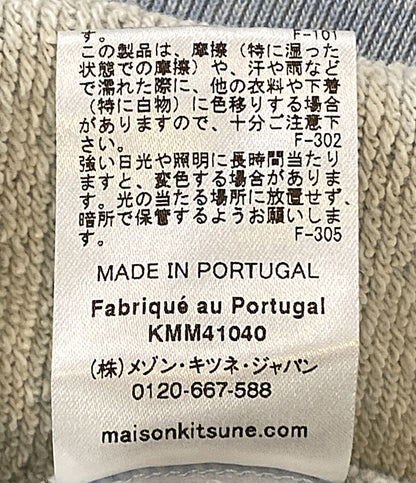 す。 F-101
この製品は、摩擦（特に湿った
状態での摩擦）や、汗や雨など
で濡れた際に、他の衣料や下着
（特に白物）に色移りする場合
がありますので、十分ご注意下
さい。 F-302
強い日光や照明に長時間当たり
ますと、変色する場合がありま
す。光の当たる場所に放置せず、
暗所で保管するようお願いしま
す。 F-305
MADE IN PORTUGAL
Fabriqué au Portugal
KMM41040
(株)メゾン・キツネ・ジャパン
0120-667-588
maisonkitsune.com